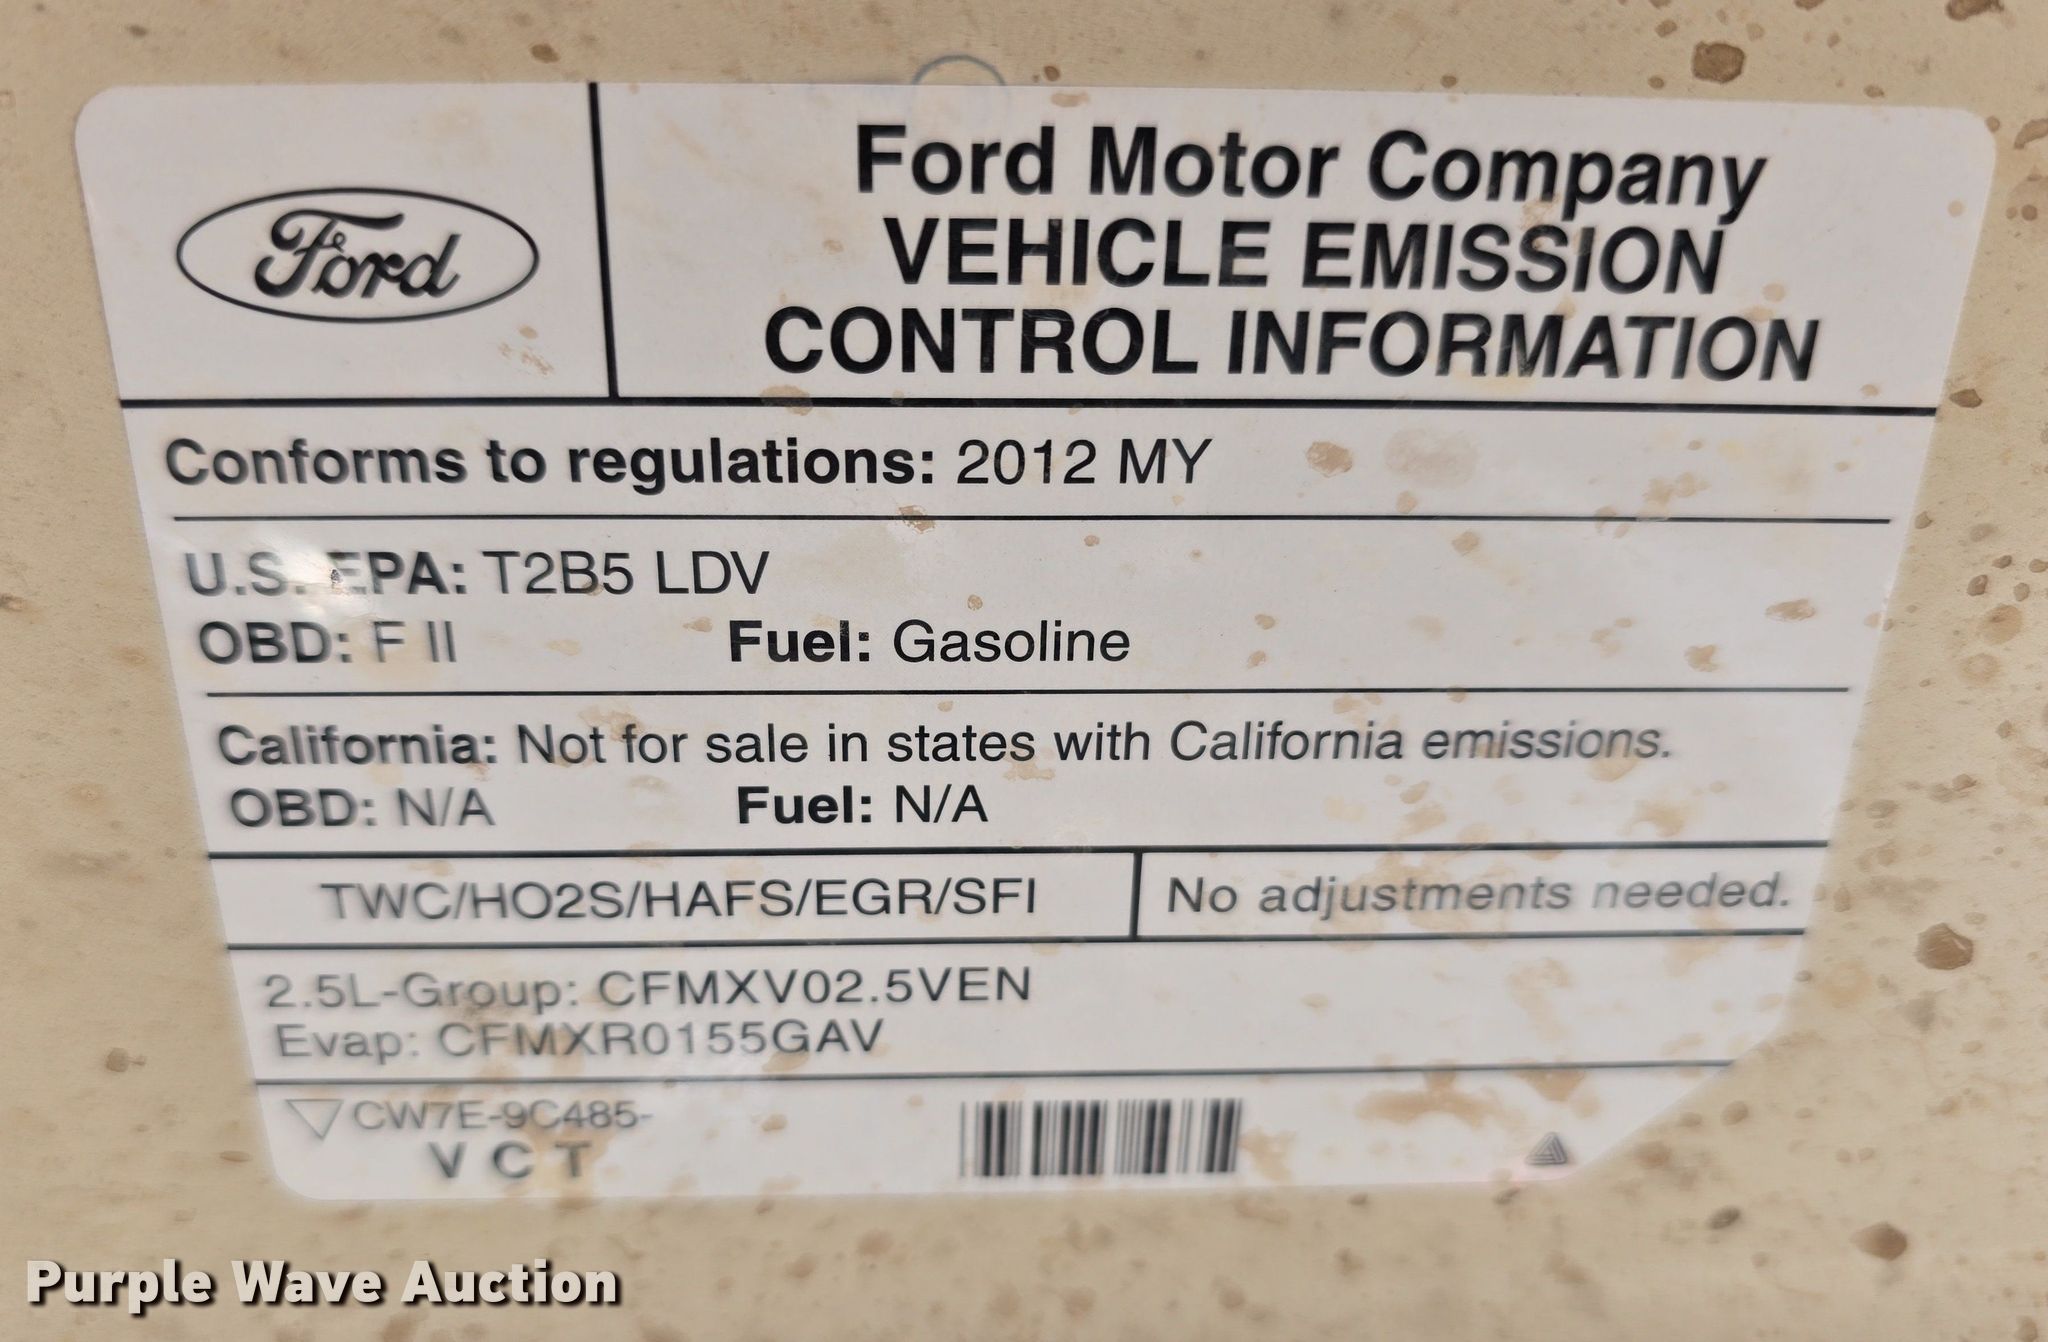 Ford
Ford Motor Company
VEHICLE EMISSION
CONTROL INFORMATION
Conforms to regulations: 2012 MY
U.S. EPA: T2B5 LDV
OBD: F II Fuel: Gasoline
California: Not for sale in states with California emissions.
OBD: N/A Fuel: N/A
TWC/HO2S/HAFS/EGR/SFI No adjustments needed.
2.5L-Group: CFMXV02.5VEN
Evap: CFMXR0155GAV
CW7E-9C485-
V C T
Purple Wave Auction